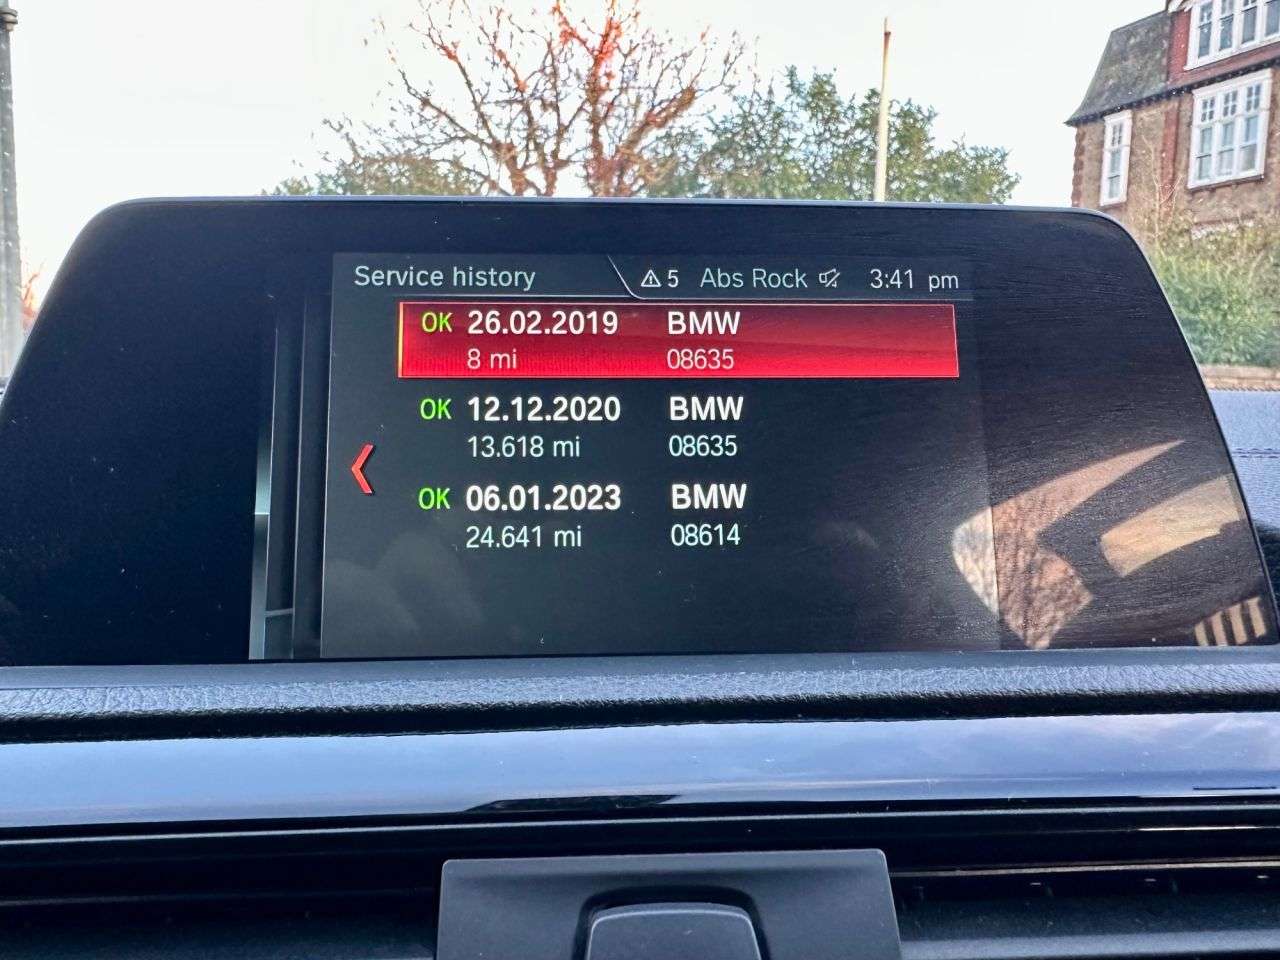 Service history ⚠ 5 Abs Rock 3:41 pm
OK 26.02.2019 BMW
8 mi 08635
OK 12.12.2020 BMW
13.618 mi 08635
OK 06.01.2023 BMW
24.641 mi 08614